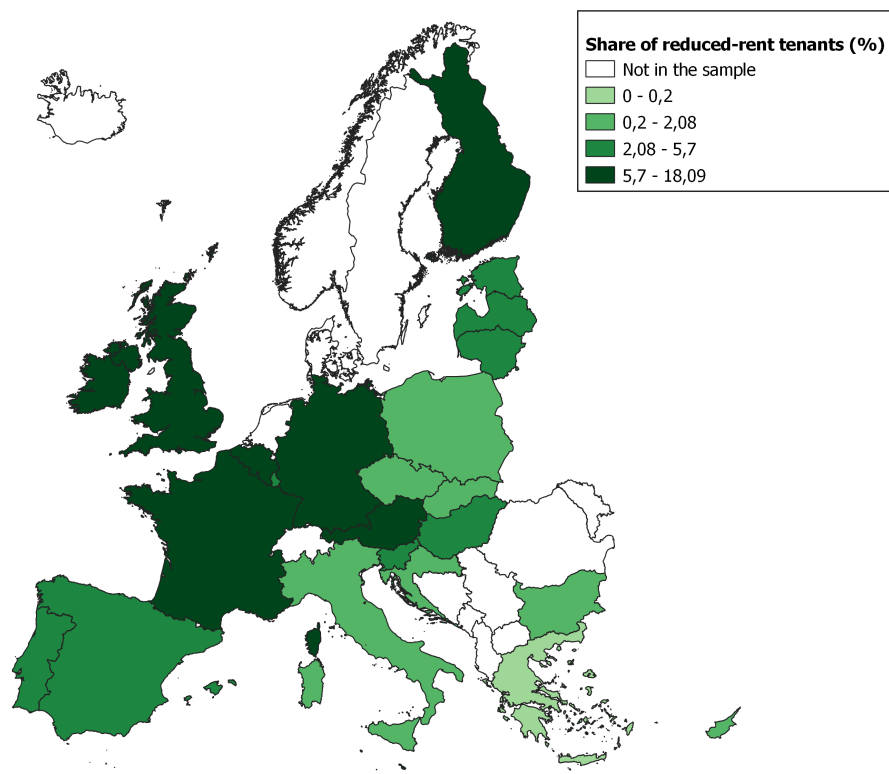 Share of reduced-rent tenants (%)
Not in the sample
0 - 0,2
0,2 - 2,08
2,08 - 5,7
5,7 - 18,09